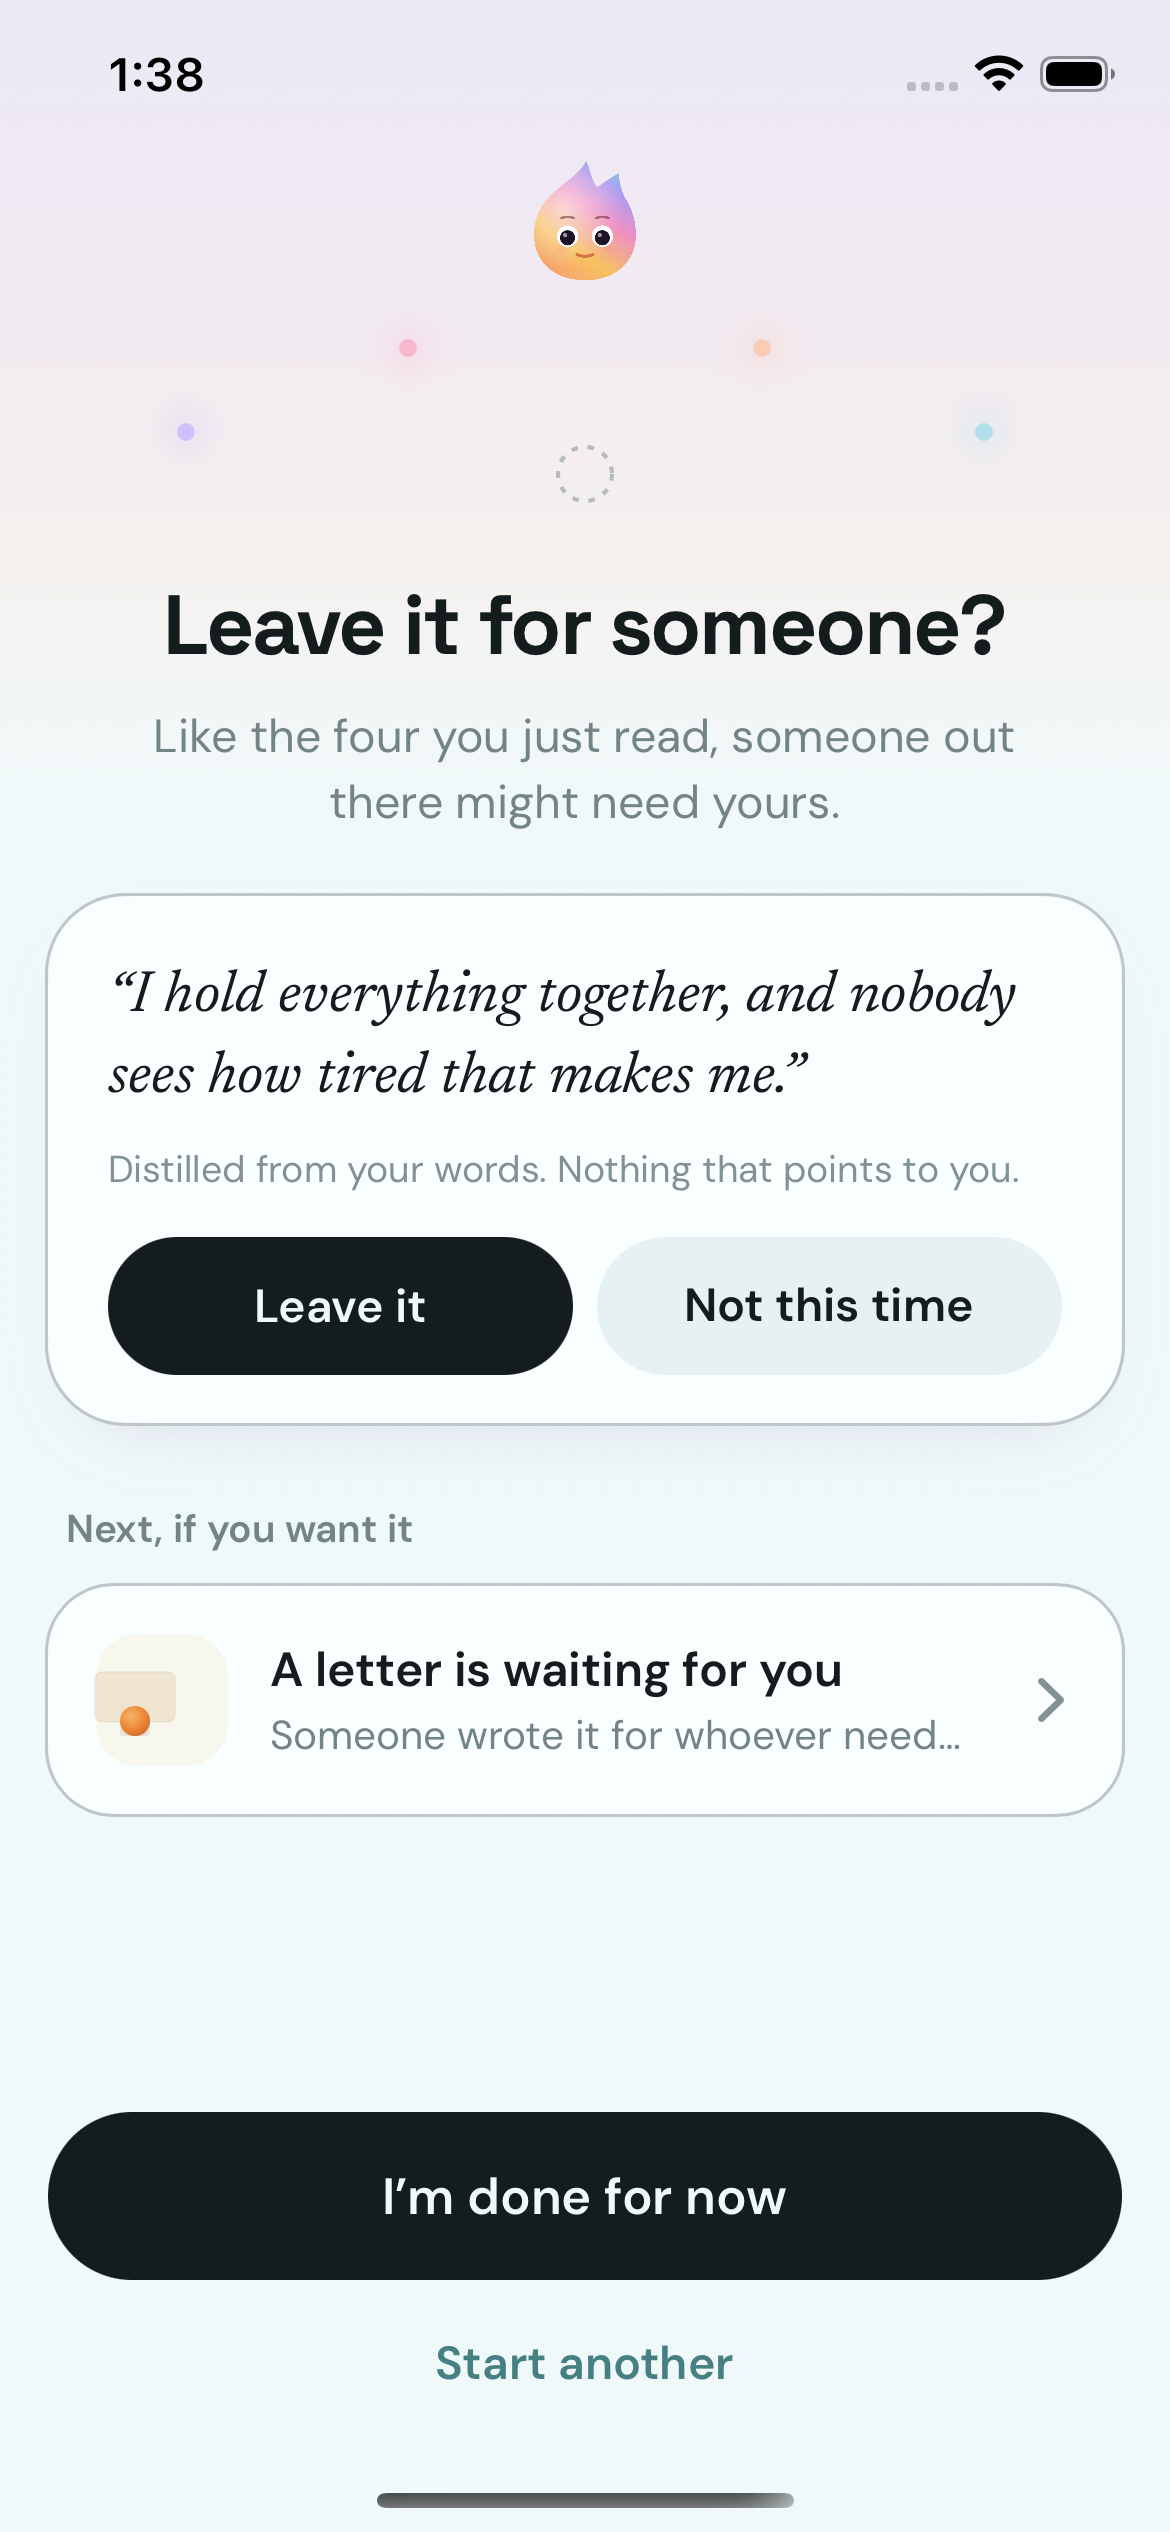 1:38
Leave it for someone?
Like the four you just read, someone out
there might need yours.
“I hold everything together, and nobody
sees how tired that makes me.”
Distilled from your words. Nothing that points to you.
Leave it
Not this time
Next, if you want it
A letter is waiting for you
Someone wrote it for whoever need...
I’m done for now
Start another